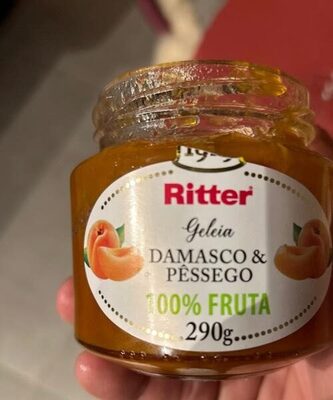 Ritter
Geleia
DAMASCO &
PÊSSEGO
100% FRUTA
290g